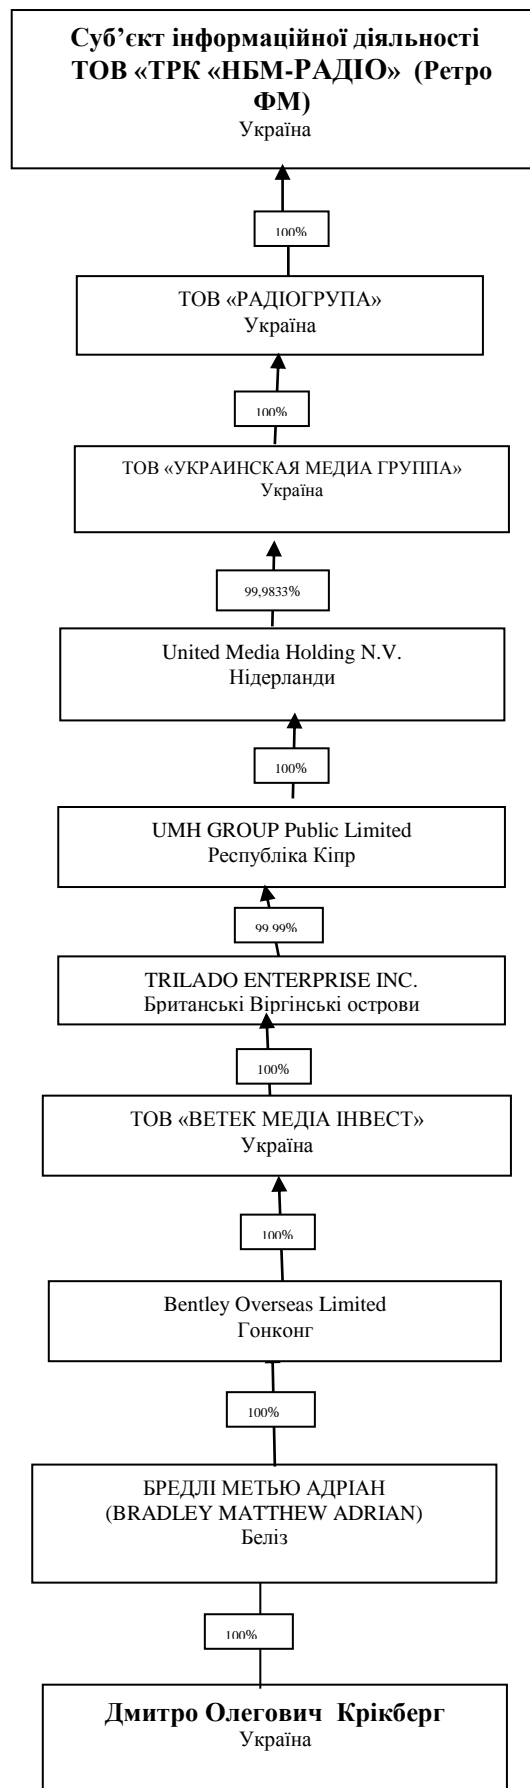 Суб’єкт інформаційної діяльності
ТОВ «ТРК «НБМ-РАДІО» (Ретро
ФМ)
Україна
100%
ТОВ «РАДІОГРУПА»
Україна
100%
ТОВ «УКРАИНСКАЯ МЕДИА ГРУППА»
Україна
99,9833%
United Media Holding N.V.
Нідерланди
100%
UMH GROUP Public Limited
Республіка Кіпр
99.99%
TRILADO ENTERPRISE INC.
Британські Віргінські острови
100%
ТОВ «ВЕТЕК МЕДІА ІНВЕСТ»
Україна
100%
Bentley Overseas Limited
Гонконг
100%
БРЕДЛІ МЕТЬЮ АДРІАН
(BRADLEY MATTHEW ADRIAN)
Беліз
100%
Дмитро Олегович Крікберг
Україна